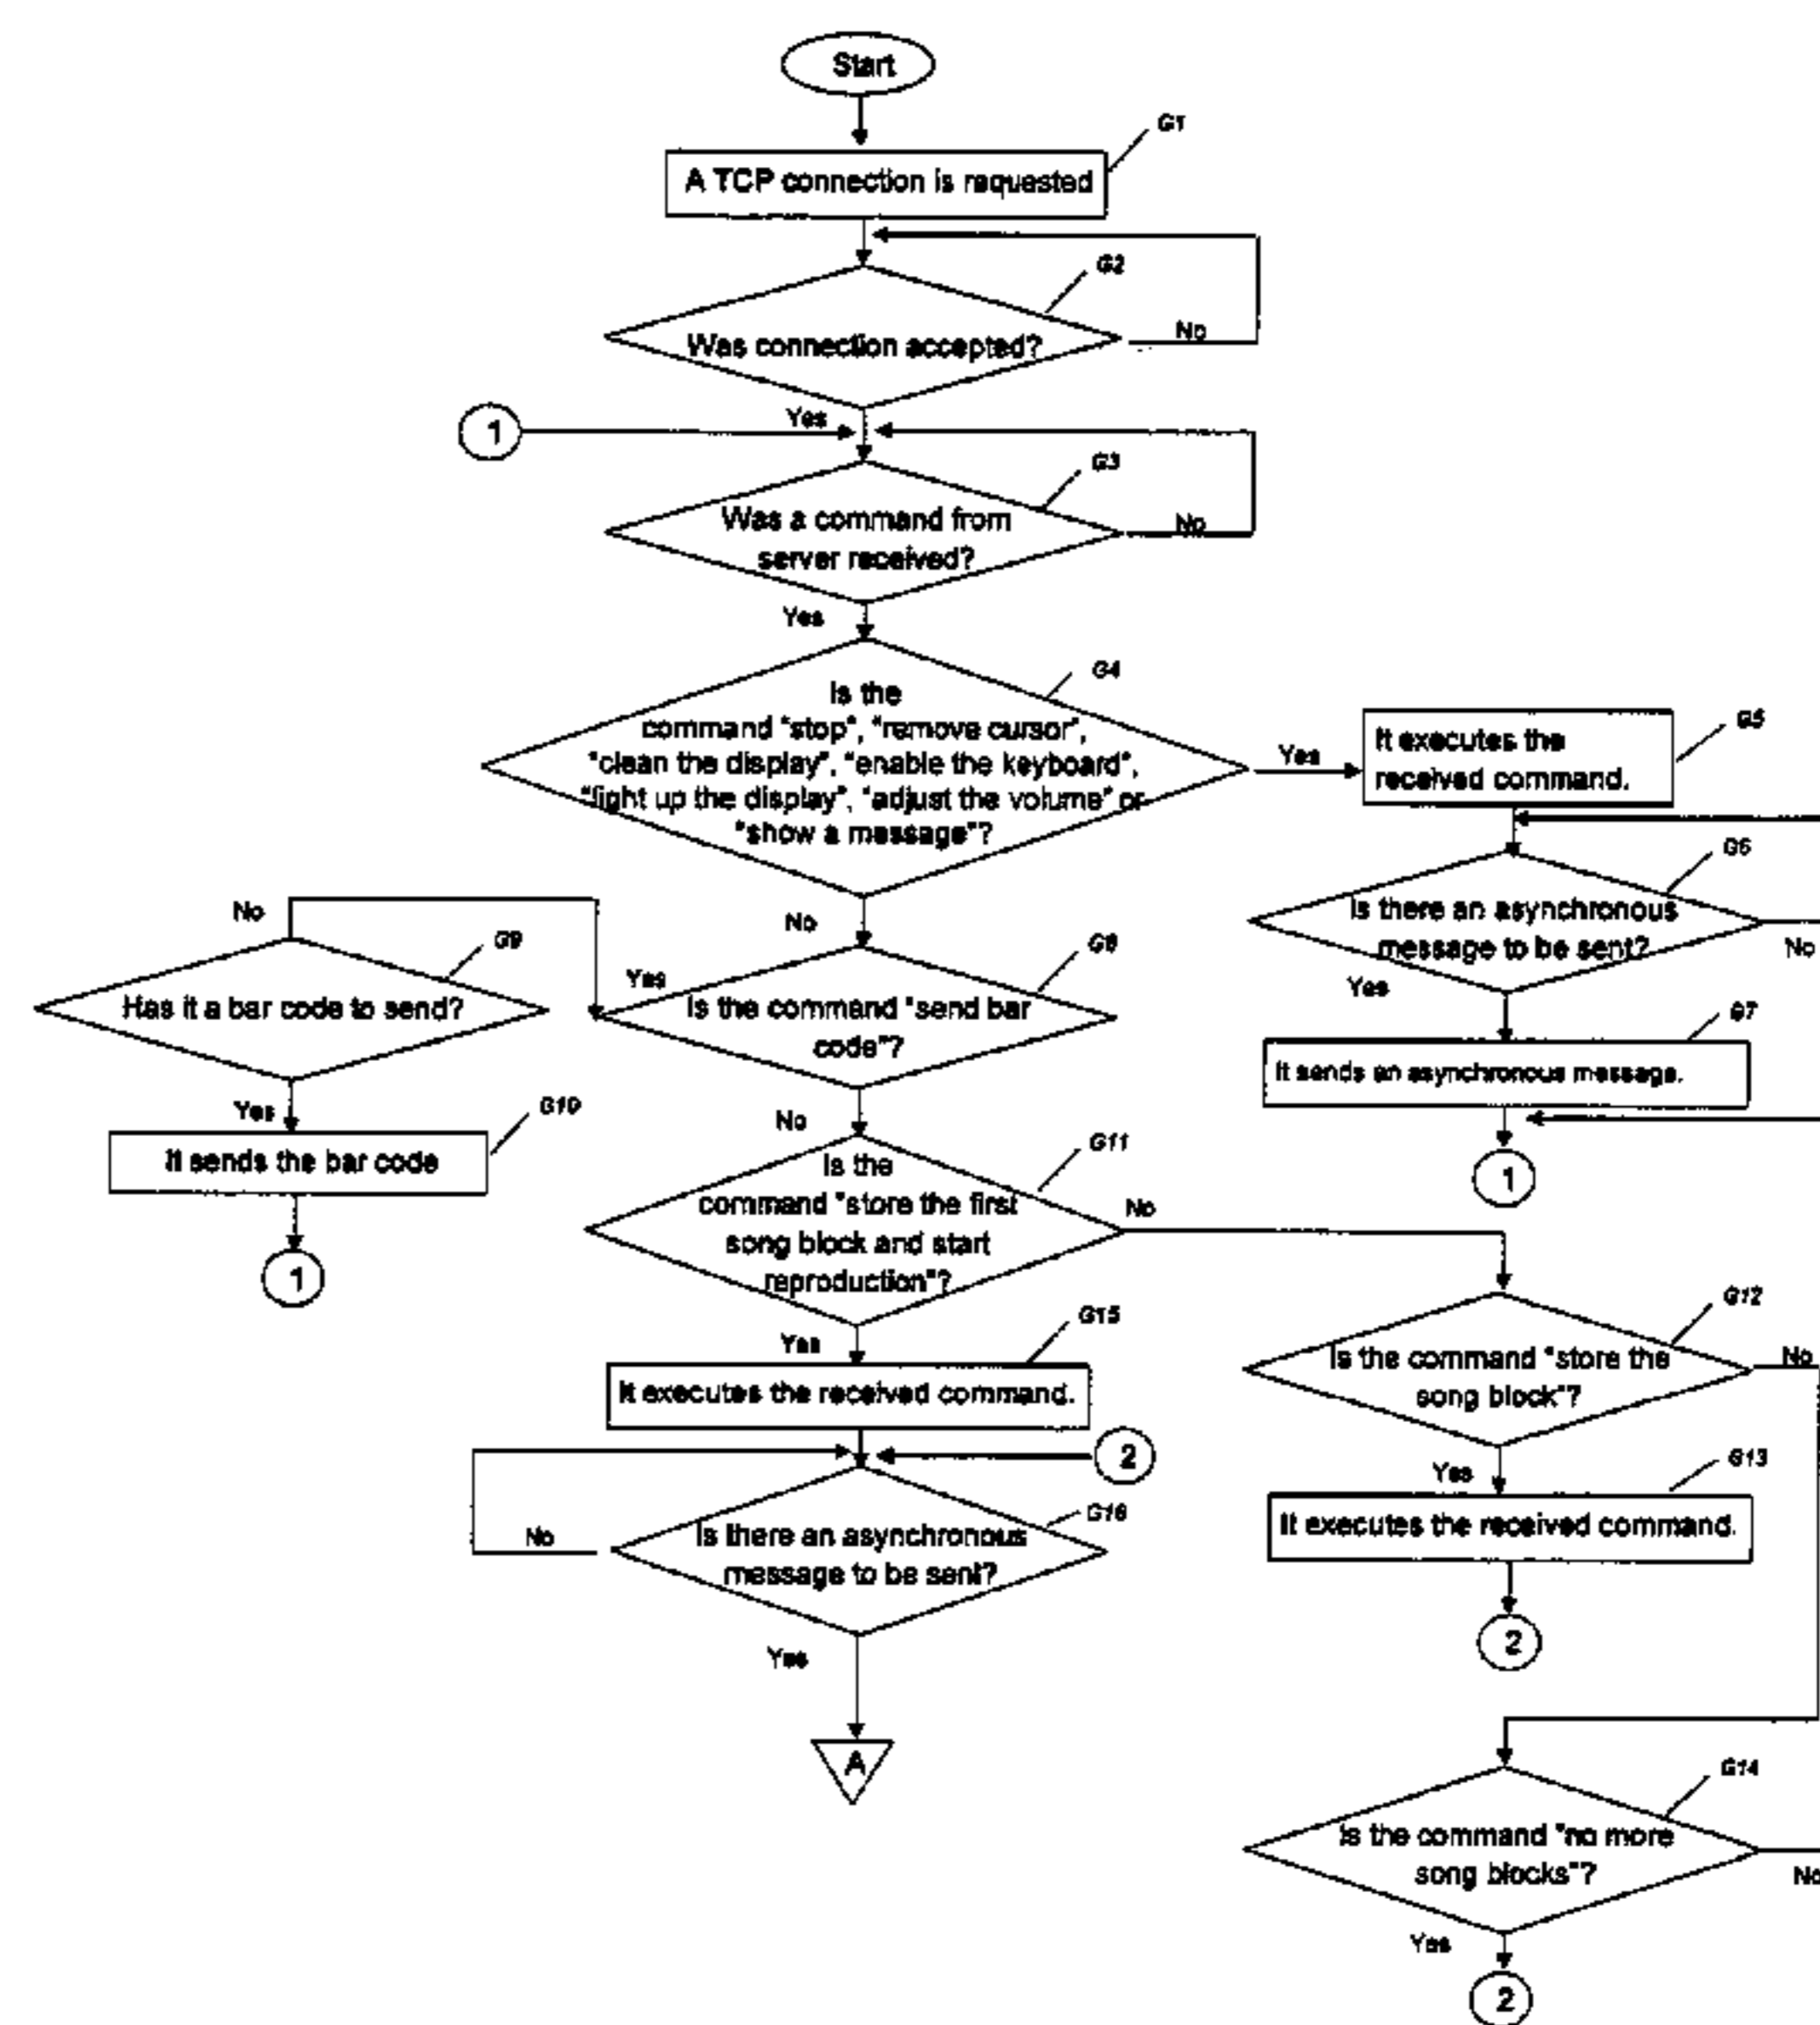 Start
G1
A TCP connection is requested
G2
Was connection accepted?
No
Yes
1
G3
Was a command from
server received?
No
Yes
G4
Is the
command "stop", "remove cursor",
"clean the display", "enable the keyboard",
"light up the display", "adjust the volume" or
"show a message"?
Yes
G5
It executes the
received command.
No
G6
Is there an asynchronous
message to be sent?
No
Yes
G7
It sends an asynchronous message.
1
No
G9
Has it a bar code to send?
Yes
G8
Is the command "send bar
code"?
Yes
G10
It sends the bar code
1
No
G11
Is the
command "store the first
song block and start
reproduction"?
No
Yes
G12
Is the command "store the
song block"?
No
Yes
G13
It executes the received command.
2
G15
It executes the received command.
2
G16
Is there an asynchronous
message to be sent?
No
Yes
A
G14
Is the command "no more
song blocks"?
No
Yes
2